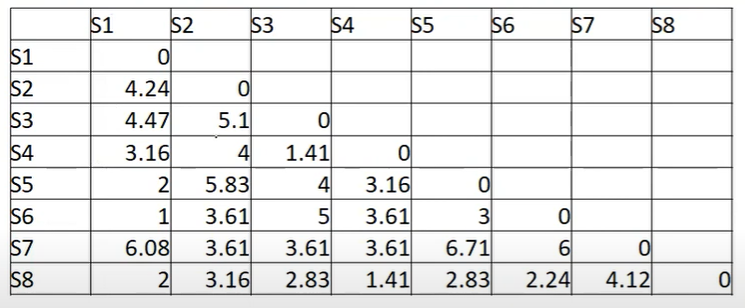 S1 S2 S3 S4 S5 S6 S7 S8
S1 0
S2 4.24 0
S3 4.47 5.1 0
S4 3.16 4 1.41 0
S5 2 5.83 4 3.16 0
S6 1 3.61 5 3.61 3 0
S7 6.08 3.61 3.61 3.61 6.71 6 0
S8 2 3.16 2.83 1.41 2.83 2.24 4.12 0